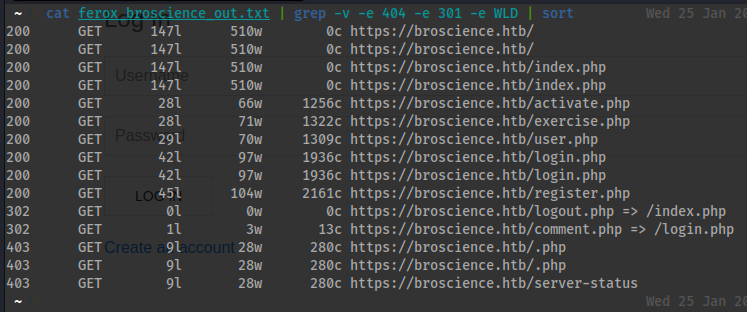 ~ cat ferox_broscience_out.txt | grep -v -e 404 -e 301 -e WLD | sort Wed 25 Jan 20
Log In
200 GET 147l 510w 0c https://broscience.htb/
200 GET 147l 510w 0c https://broscience.htb/
200 GET 147l 510w 0c https://broscience.htb/index.php
Username
200 GET 147l 510w 0c https://broscience.htb/index.php
200 GET 28l 66w 1256c https://broscience.htb/activate.php
200 GET 28l 71w 1322c https://broscience.htb/exercise.php
Password
200 GET 29l 70w 1309c https://broscience.htb/user.php
200 GET 42l 97w 1936c https://broscience.htb/login.php
200 GET 42l 97w 1936c https://broscience.htb/login.php
200 GET 45l 104w 2161c https://broscience.htb/register.php
LOG IN
302 GET 0l 0w 0c https://broscience.htb/logout.php => /index.php
302 GET 1l 3w 13c https://broscience.htb/comment.php => /login.php
403 GET 9l 28w 280c https://broscience.htb/.php
Create an account
403 GET 9l 28w 280c https://broscience.htb/.php
403 GET 9l 28w 280c https://broscience.htb/server-status
~ Wed 25 Jan 20